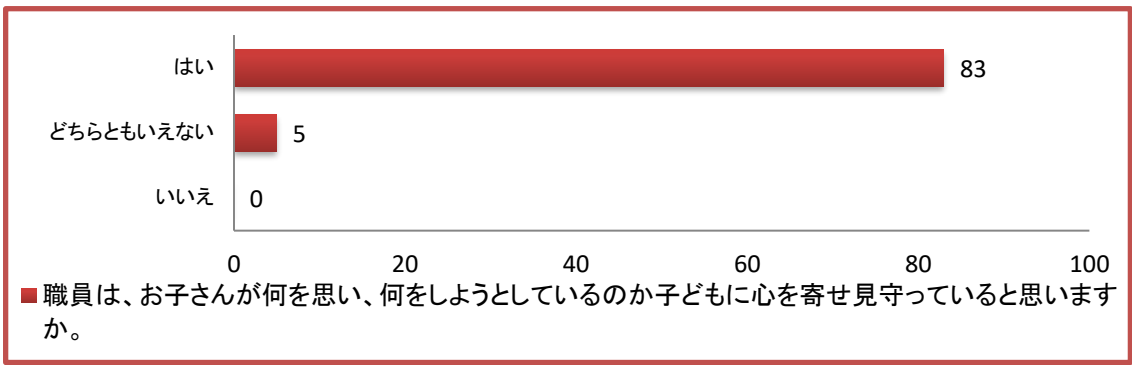 はい
83
どちらともいえない
5
いいえ
0
0 20 40 60 80 100
職員は、お子さんが何を思い、何をしようとしているのか子どもに心を寄せ見守っていると思います
か。